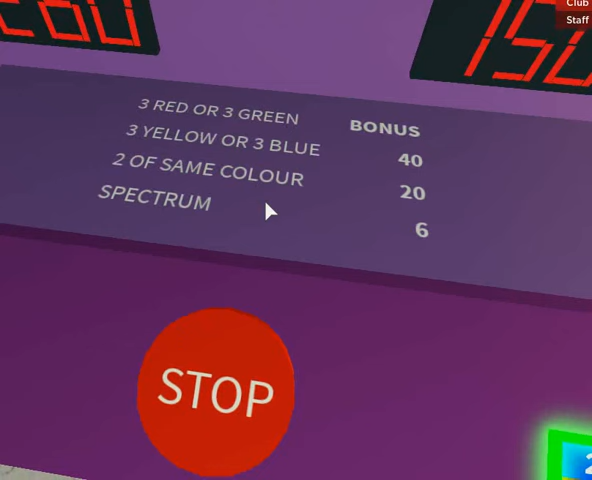 Club
Staff
3 RED OR 3 GREEN BONUS
3 YELLOW OR 3 BLUE 40
2 OF SAME COLOUR 20
SPECTRUM 6
STOP